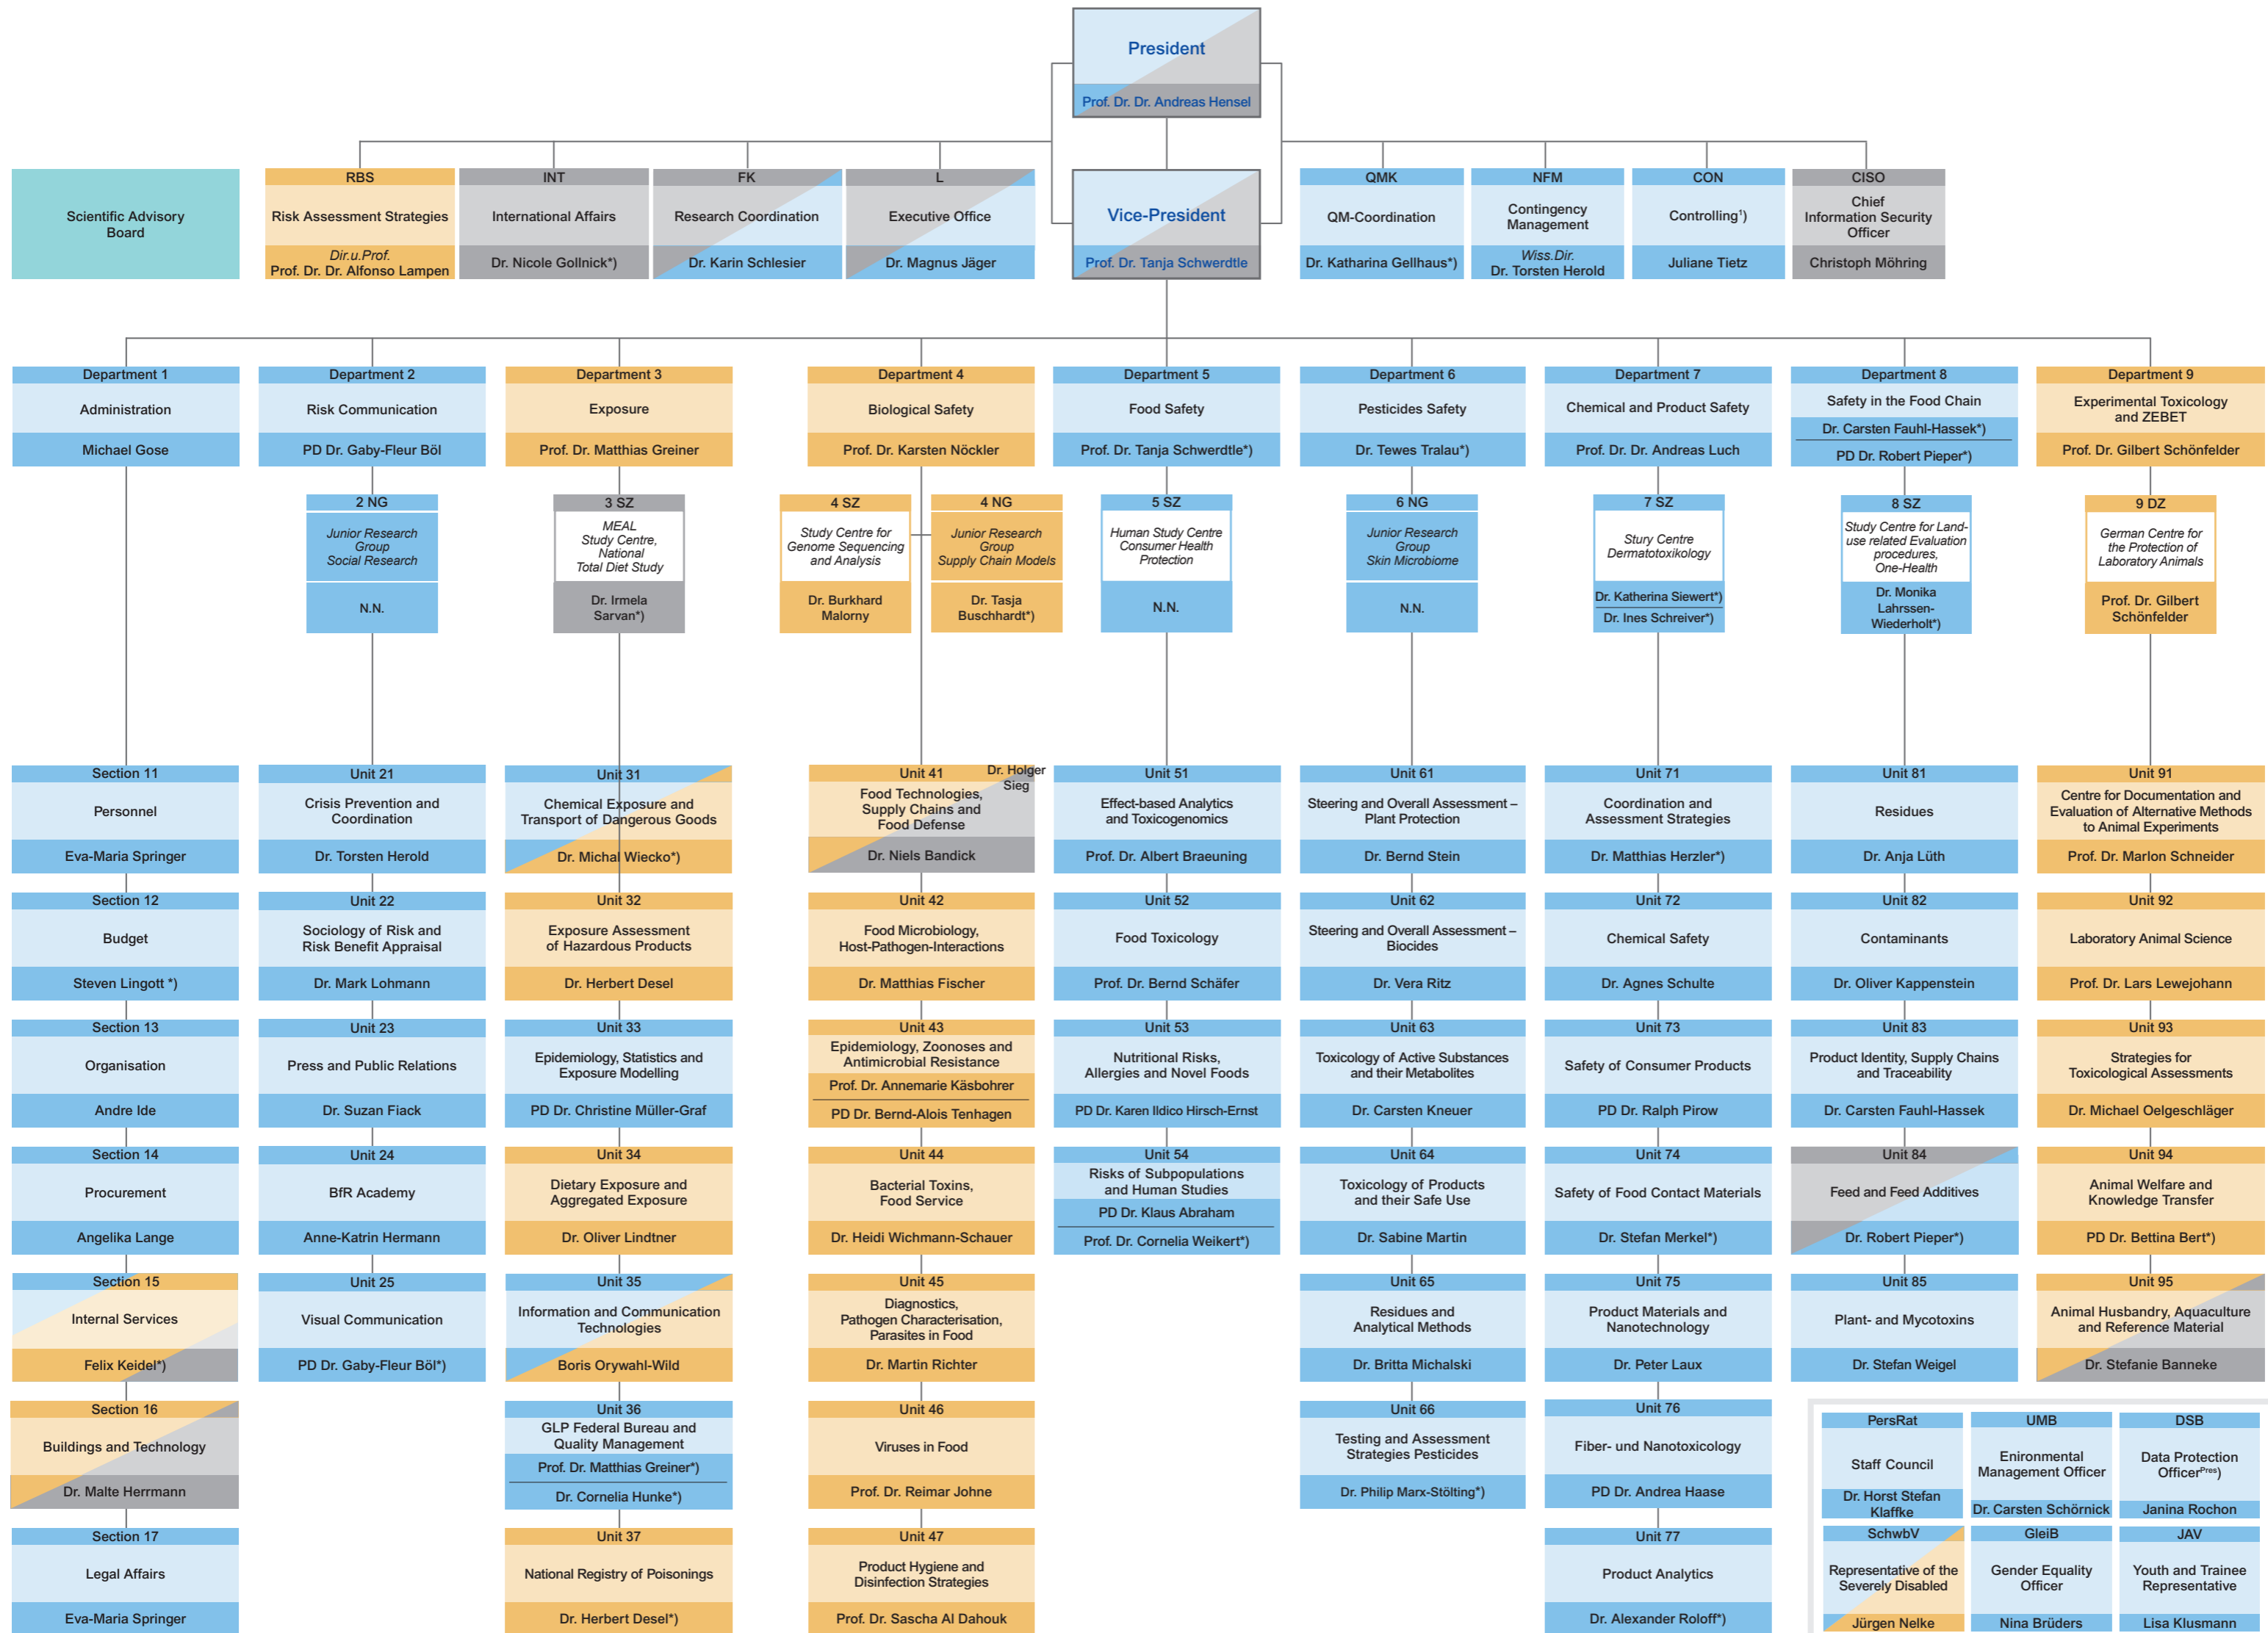 President
Prof. Dr. Dr. Andreas Hensel
Scientific Advisory
Board
RBS
Risk Assessment Strategies
Dir.u.Prof.
Prof. Dr. Dr. Alfonso Lampen
INT
International Affairs
Dr. Nicole Gollnick*)
FK
Research Coordination
Dr. Karin Schlesier
L
Executive Office
Dr. Magnus Jäger
Vice-President
Prof. Dr. Tanja Schwerdtle
QMK
QM-Coordination
Dr. Katharina Gellhaus*)
NFM
Contingency
Management
Wiss.Dir.
Dr. Torsten Herold
CON
Controlling¹)
Juliane Tietz
CISO
Chief
Information Security
Officer
Christoph Möhring
Department 1
Administration
Michael Gose
Department 2
Risk Communication
PD Dr. Gaby-Fleur Böl
Department 3
Exposure
Prof. Dr. Matthias Greiner
Department 4
Biological Safety
Prof. Dr. Karsten Nöckler
Department 5
Food Safety
Prof. Dr. Tanja Schwerdtle*)
Department 6
Pesticides Safety
Dr. Tewes Tralau*)
Department 7
Chemical and Product Safety
Prof. Dr. Dr. Andreas Luch
Department 8
Safety in the Food Chain
Dr. Carsten Fauhl-Hassek*)
PD Dr. Robert Pieper*)
Department 9
Experimental Toxicology
and ZEBET
Prof. Dr. Gilbert Schönfelder
2 NG
Junior Research
Group
Social Research
N.N.
3 SZ
MEAL
Study Centre,
National
Total Diet Study
Dr. Irmela
Sarvan*)
4 SZ
Study Centre for
Genome Sequencing
and Analysis
Dr. Burkhard
Malorny
4 NG
Junior Research
Group
Supply Chain Models
Dr. Tasja
Buschhardt*)
5 SZ
Human Study Centre
Consumer Health
Protection
N.N.
6 NG
Junior Research
Group
Skin Microbiome
N.N.
7 SZ
Stury Centre
Dermatotoxikology
Dr. Katherina Siewert*)
Dr. Ines Schreiver*)
8 SZ
Study Centre for Land-
use related Evaluation
procedures,
One-Health
Dr. Monika
Lahrssen-
Wiederholt*)
9 DZ
German Centre for
the Protection of
Laboratory Animals
Prof. Dr. Gilbert
Schönfelder
Section 11
Personnel
Eva-Maria Springer
Section 12
Budget
Steven Lingott *)
Section 13
Organisation
Andre Ide
Section 14
Procurement
Angelika Lange
Section 15
Internal Services
Felix Keidel*)
Section 16
Buildings and Technology
Dr. Malte Herrmann
Section 17
Legal Affairs
Eva-Maria Springer
Unit 21
Crisis Prevention and
Coordination
Dr. Torsten Herold
Unit 22
Sociology of Risk and
Risk Benefit Appraisal
Dr. Mark Lohmann
Unit 23
Press and Public Relations
Dr. Suzan Fiack
Unit 24
BfR Academy
Anne-Katrin Hermann
Unit 25
Visual Communication
PD Dr. Gaby-Fleur Böl*)
Unit 31
Chemical Exposure and
Transport of Dangerous Goods
Dr. Michal Wiecko*)
Unit 32
Exposure Assessment
of Hazardous Products
Dr. Herbert Desel
Unit 33
Epidemiology, Statistics and
Exposure Modelling
PD Dr. Christine Müller-Graf
Unit 34
Dietary Exposure and
Aggregated Exposure
Dr. Oliver Lindtner
Unit 35
Information and Communication
Technologies
Boris Orywahl-Wild
Unit 36
GLP Federal Bureau and
Quality Management
Prof. Dr. Matthias Greiner*)
Dr. Cornelia Hunke*)
Unit 37
National Registry of Poisonings
Dr. Herbert Desel*)
Unit 41
Dr. Holger
Sieg
Food Technologies,
Supply Chains and
Food Defense
Dr. Niels Bandick
Unit 42
Food Microbiology,
Host-Pathogen-Interactions
Dr. Matthias Fischer
Unit 43
Epidemiology, Zoonoses and
Antimicrobial Resistance
Prof. Dr. Annemarie Käsbohrer
PD Dr. Bernd-Alois Tenhagen
Unit 44
Bacterial Toxins,
Food Service
Dr. Heidi Wichmann-Schauer
Unit 45
Diagnostics,
Pathogen Characterisation,
Parasites in Food
Dr. Martin Richter
Unit 46
Viruses in Food
Prof. Dr. Reimar Johne
Unit 47
Product Hygiene and
Disinfection Strategies
Prof. Dr. Sascha Al Dahouk
Unit 51
Effect-based Analytics
and Toxicogenomics
Prof. Dr. Albert Braeuning
Unit 52
Food Toxicology
Prof. Dr. Bernd Schäfer
Unit 53
Nutritional Risks,
Allergies and Novel Foods
PD Dr. Karen Ildico Hirsch-Ernst
Unit 54
Risks of Subpopulations
and Human Studies
PD Dr. Klaus Abraham
Prof. Dr. Cornelia Weikert*)
Unit 61
Steering and Overall Assessment –
Plant Protection
Dr. Bernd Stein
Unit 62
Steering and Overall Assessment –
Biocides
Dr. Vera Ritz
Unit 63
Toxicology of Active Substances
and their Metabolites
Dr. Carsten Kneuer
Unit 64
Toxicology of Products
and their Safe Use
Dr. Sabine Martin
Unit 65
Residues and
Analytical Methods
Dr. Britta Michalski
Unit 66
Testing and Assessment
Strategies Pesticides
Dr. Philip Marx-Stölting*)
Unit 71
Coordination and
Assessment Strategies
Dr. Matthias Herzler*)
Unit 72
Chemical Safety
Dr. Agnes Schulte
Unit 73
Safety of Consumer Products
PD Dr. Ralph Pirow
Unit 74
Safety of Food Contact Materials
Dr. Stefan Merkel*)
Unit 75
Product Materials and
Nanotechnology
Dr. Peter Laux
Unit 76
Fiber- und Nanotoxicology
PD Dr. Andrea Haase
Unit 77
Product Analytics
Dr. Alexander Roloff*)
Unit 81
Residues
Dr. Anja Lüth
Unit 82
Contaminants
Dr. Oliver Kappenstein
Unit 83
Product Identity, Supply Chains
and Traceability
Dr. Carsten Fauhl-Hassek
Unit 84
Feed and Feed Additives
Dr. Robert Pieper*)
Unit 85
Plant- and Mycotoxins
Dr. Stefan Weigel
Unit 91
Centre for Documentation and
Evaluation of Alternative Methods
to Animal Experiments
Prof. Dr. Marlon Schneider
Unit 92
Laboratory Animal Science
Prof. Dr. Lars Lewejohann
Unit 93
Strategies for
Toxicological Assessments
Dr. Michael Oelgeschläger
Unit 94
Animal Welfare and
Knowledge Transfer
PD Dr. Bettina Bert*)
Unit 95
Animal Husbandry, Aquaculture
and Reference Material
Dr. Stefanie Banneke
PersRat
Staff Council
Dr. Horst Stefan
Klaffke
UMB
Enironmental
Management Officer
Dr. Carsten Schörnick
DSB
Data Protection
Officer Pres)
Janina Rochon
SchwbV
Representative of the
Severely Disabled
Jürgen Nelke
GleiB
Gender Equality
Officer
Nina Brüders
JAV
Youth and Trainee
Representative
Lisa Klusmann